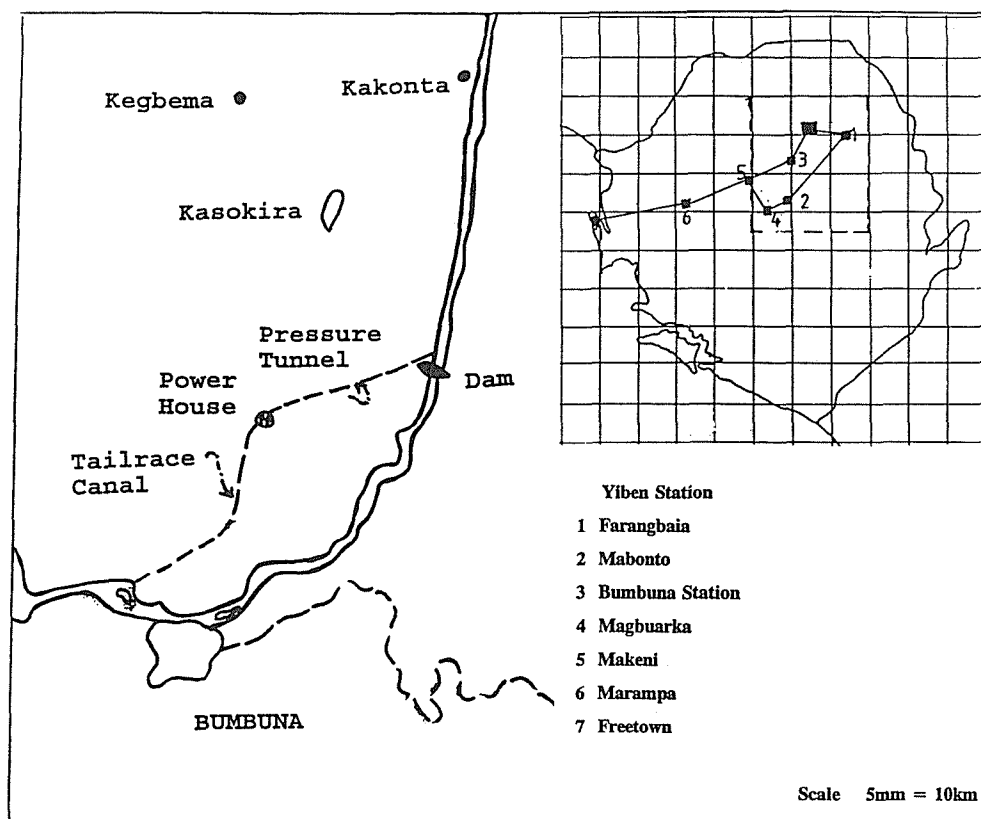 Kegbema
Kakonta
Kasokira
Pressure
Tunnel
Power
House
Dam
Tailrace
Canal
BUMBUNA
1
3
5
2
6
4
Yiben Station
1 Farangbaia
2 Mabonto
3 Bumbuna Station
4 Magbuarka
5 Makeni
6 Marampa
7 Freetown
Scale 5mm = 10km